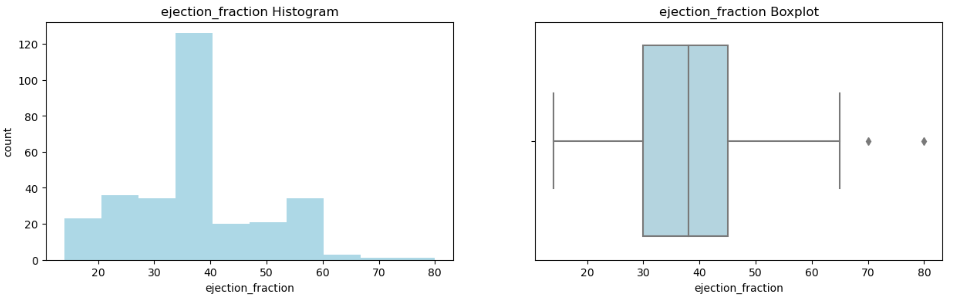 ejection_fraction Histogram
count
120
100
80
60
40
20
0
20 30 40 50 60 70 80
ejection_fraction
ejection_fraction Boxplot
20 30 40 50 60 70 80
ejection_fraction